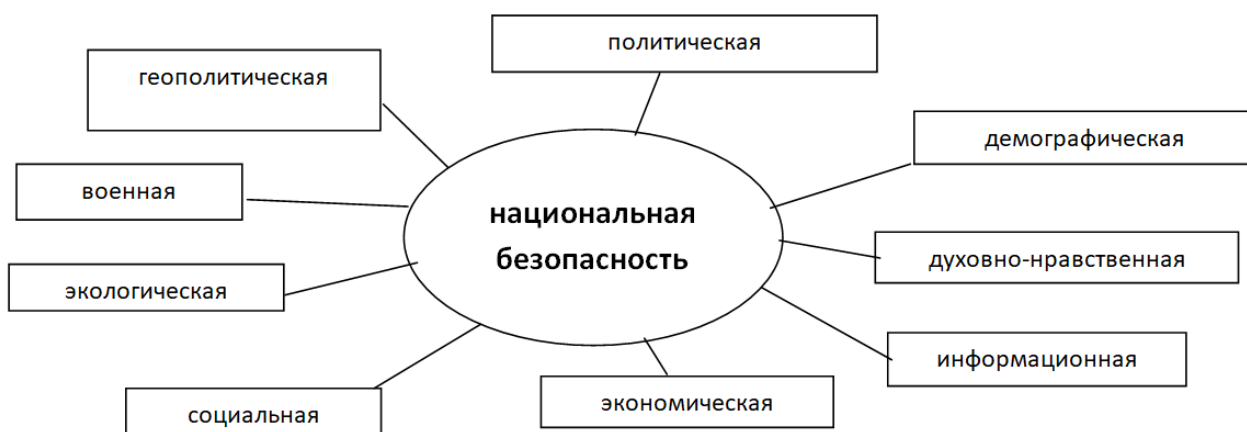 политическая
геополитическая
демографическая
военная
национальная
безопасность
духовно-нравственная
экологическая
информационная
экономическая
социальная